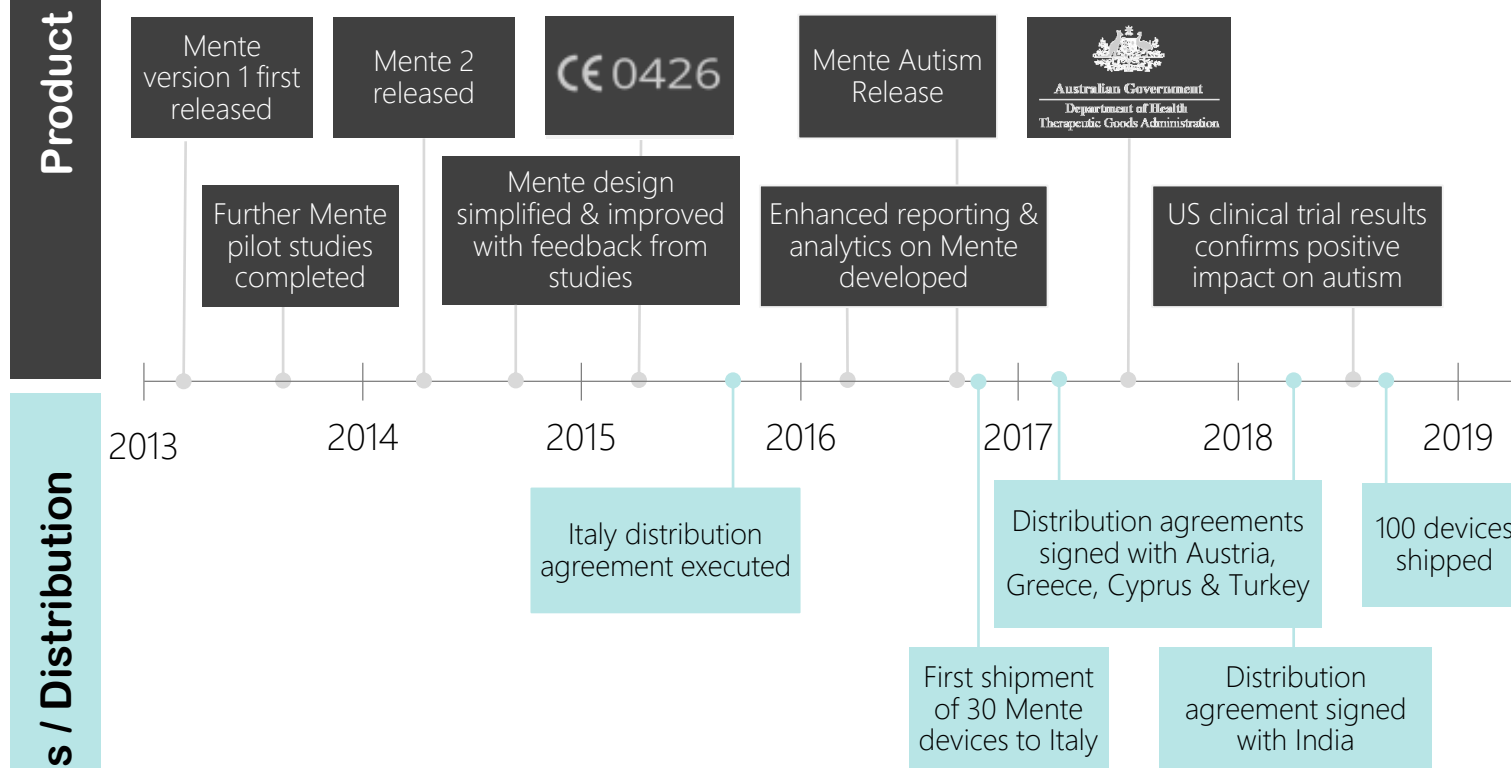 Product
Mente
version 1 first
released
Mente 2
released
CE 0426
Mente Autism
Release
Australian Government
Department of Health
Therapeutic Goods Administration
Further Mente
pilot studies
completed
Mente design
simplified & improved
with feedback from
studies
Enhanced reporting &
analytics on Mente
developed
US clinical trial results
confirms positive
impact on autism
2013
2014
2015
2016
2017
2018
2019
s / Distribution
Italy distribution
agreement executed
Distribution agreements
signed with Austria,
Greece, Cyprus & Turkey
100 devices
shipped
First shipment
of 30 Mente
devices to Italy
Distribution
agreement signed
with India